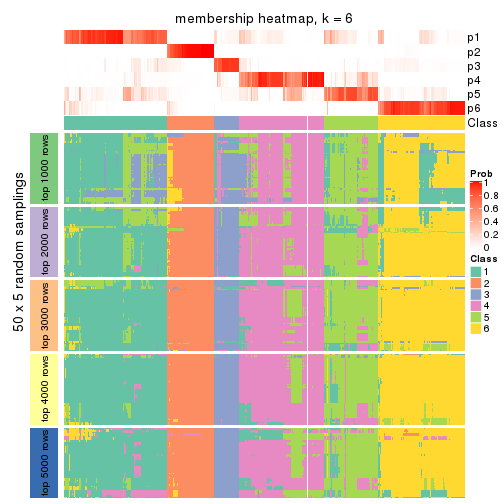 membership heatmap, k = 6
p1
p2
p3
p4
p5
p6
Class
50 x 5 random samplings
top 1000 rows
top 2000 rows
top 3000 rows
top 4000 rows
top 5000 rows
Prob
1
0.8
0.6
0.4
0.2
0
Class
1
2
3
4
5
6